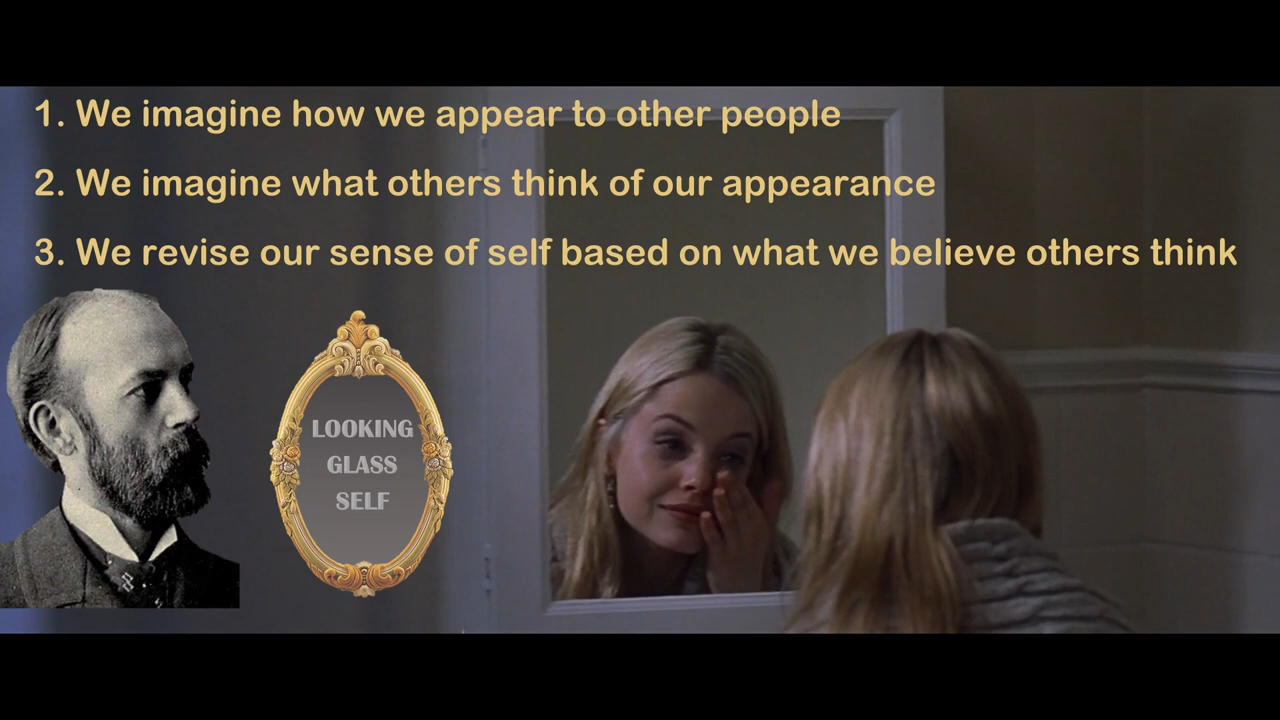 1. We imagine how we appear to other people
2. We imagine what others think of our appearance
3. We revise our sense of self based on what we believe others think
LOOKING
GLASS
SELF